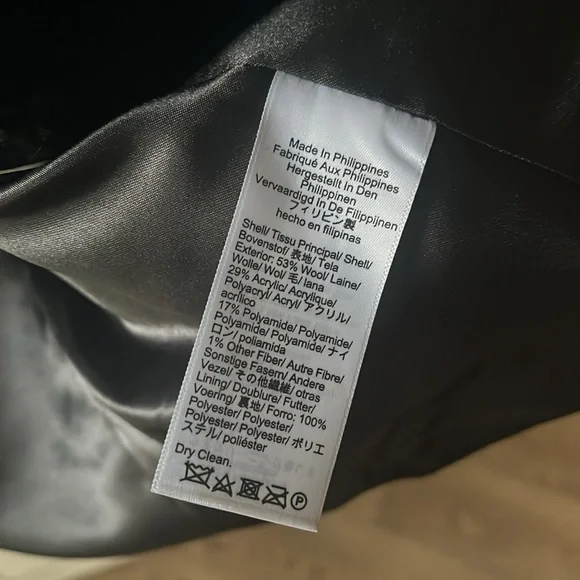 Made In Philippines
Fabriqué Aux Philippines
Hergestellt In Den
Philippinen
Vervaardigd In De Filippijnen
フィリピン製
hecho en filipinas
Shell/ Tissu Principal/ Shell/
Bovenstof/ 表地/ Tela
Exterior: 53% Wool/ Laine/
Wolle/ Wol/ 毛/ lana
29% Acrylic/ Acrylique/
Polyacryl/ Acryl/ アクリル/
acrílico
17% Polyamide/ Polyamide/
Polyamide/ Polyamide/ ナイ
ロン/ poliamida
1% Other Fiber/ Autre Fibre/
Sonstige Fasern/ Andere
Vezel/ その他繊維/ otras
Lining/ Doublure/ Futter/
Voering/ 裏地/ Forro: 100%
Polyester/ Polyester/
Polyester/ Polyester/ ポリエ
ステル/ poliéster
Dry Clean.
P